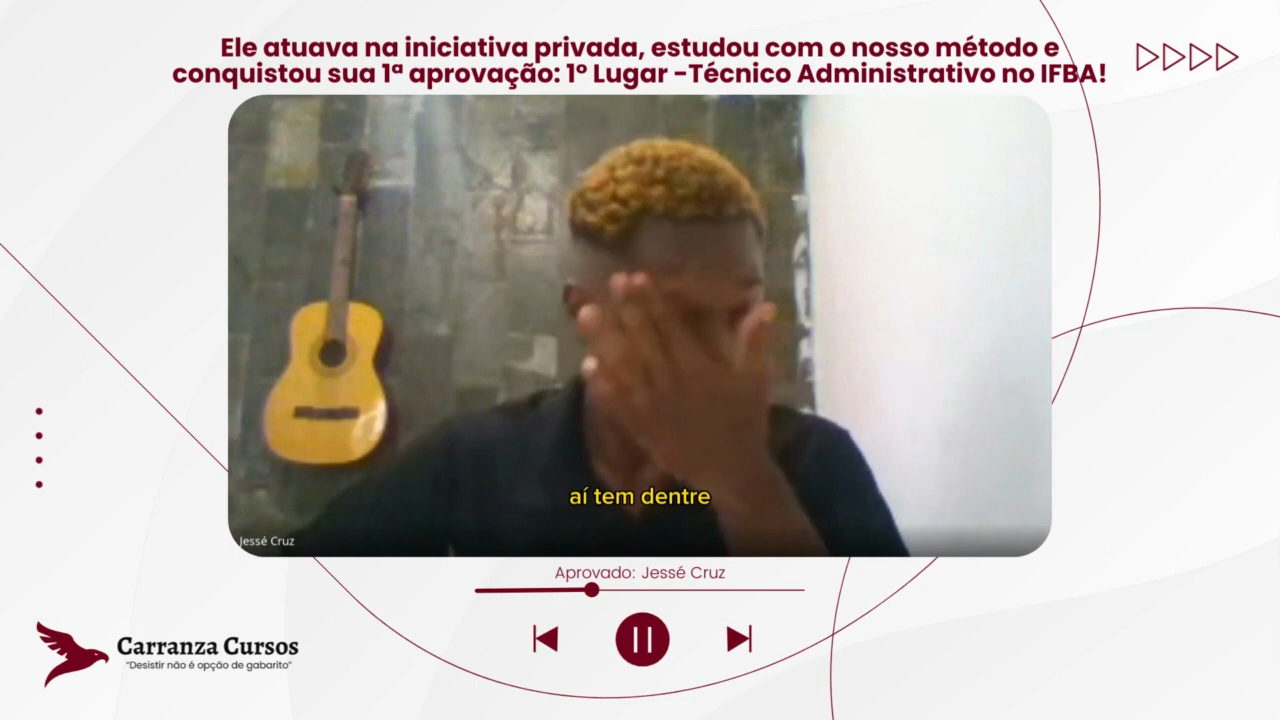 Ele atuava na iniciativa privada, estudou com o nosso método e
conquistou sua 1ª aprovação: 1º Lugar -Técnico Administrativo no IFBA!
aí tem dentre
Jessé Cruz
Aprovado: Jessé Cruz
Carranza Cursos
"Desistir não é opção de gabarito"